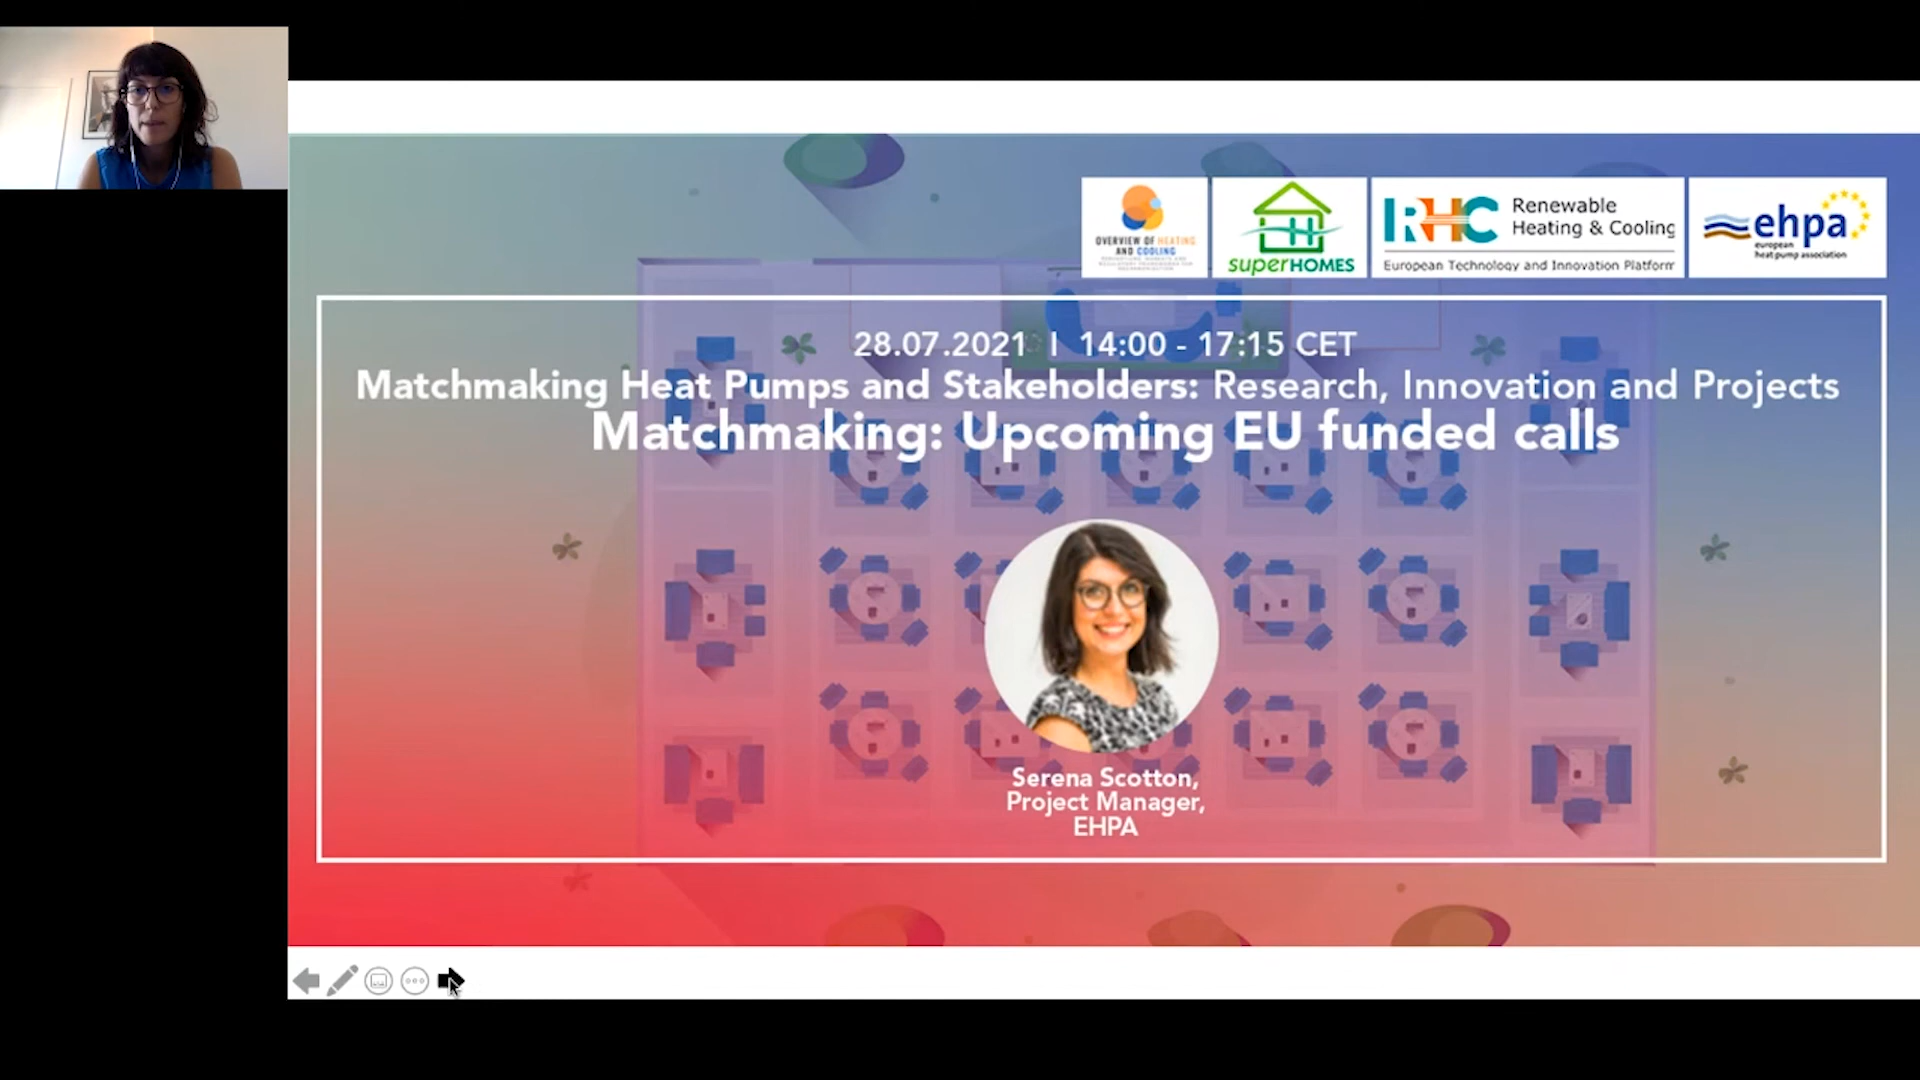 OVERVIEW OF HEATING
AND COOLING
superHOMES
RHC
Renewable
Heating & Cooling
European Technology and Innovation Platform
ehpa
european
heat pump association
28.07.2021 | 14:00 - 17:15 CET
Matchmaking Heat Pumps and Stakeholders: Research, Innovation and Projects
Matchmaking: Upcoming EU funded calls
Serena Scotton,
Project Manager,
EHPA